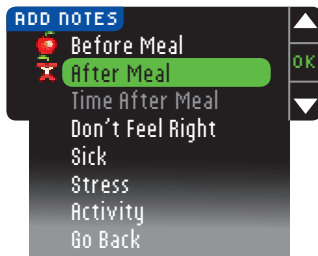 ADD NOTES
Before Meal
OK
After Meal
Time After Meal
Don't Feel Right
Sick
Stress
Activity
Go Back